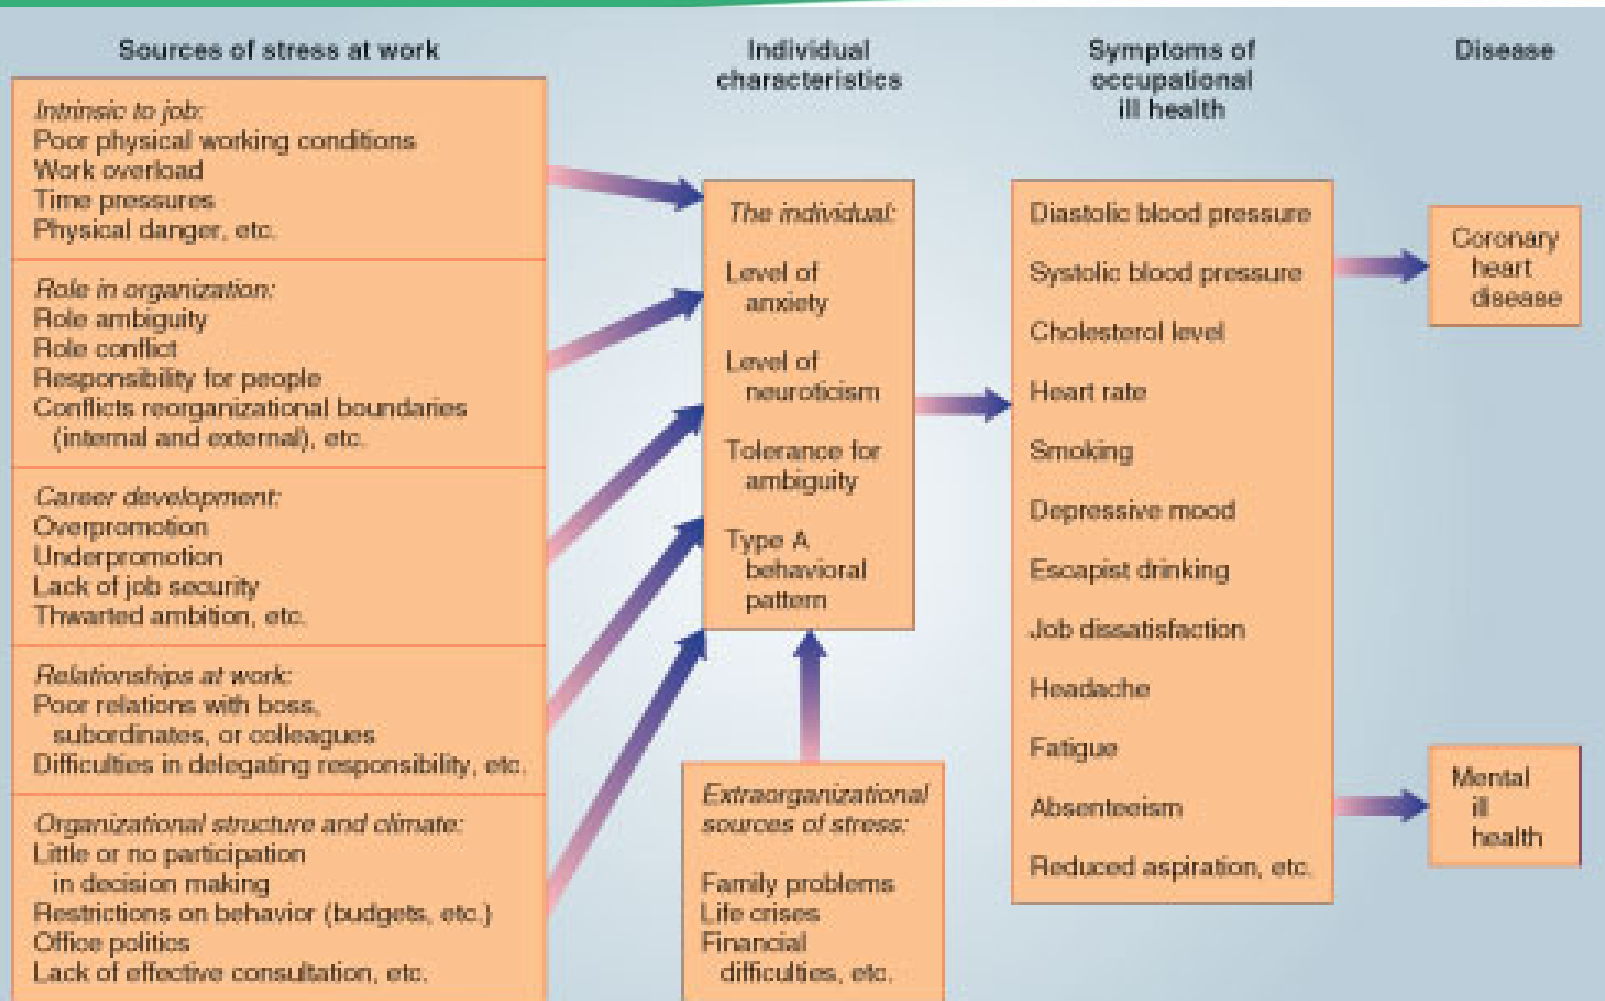 Sources of stress at work
Intrinsic to job:
Poor physical working conditions
Work overload
Time pressures
Physical danger, etc.
Role in organization:
Role ambiguity
Role conflict
Responsibility for people
Conflicts reorganizational boundaries
(internal and external), etc.
Career development:
Overpromotion
Underpromotion
Lack of job security
Thwarted ambition, etc.
Relationships at work:
Poor relations with boss,
subordinates, or colleagues
Difficulties in delegating responsibility, etc.
Organizational structure and climate:
Little or no participation
in decision making
Restrictions on behavior (budgets, etc.)
Office politics
Lack of effective consultation, etc.
Individual
characteristics
The individual:
Level of
anxiety
Level of
neuroticism
Tolerance for
ambiguity
Type A
behavioral
pattern
Extraorganizational
sources of stress:
Family problems
Life crises
Financial
difficulties, etc.
Symptoms of
occupational
ill health
Diastolic blood pressure
Systolic blood pressure
Cholesterol level
Heart rate
Smoking
Depressive mood
Escapist drinking
Job dissatisfaction
Headache
Fatigue
Absenteeism
Reduced aspiration, etc.
Disease
Coronary
heart
disease
Mental
ill
health